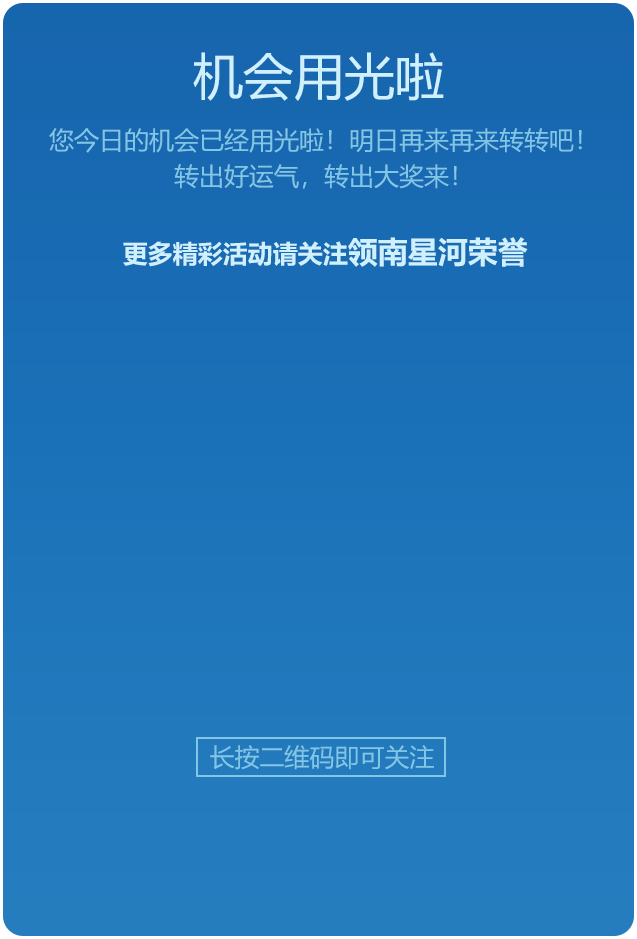 机会用光啦
您今日的机会已经用光啦！明日再来再来转转吧！
转出好运气，转出大奖来！
更多精彩活动请关注领南星河荣誉
长按二维码即可关注